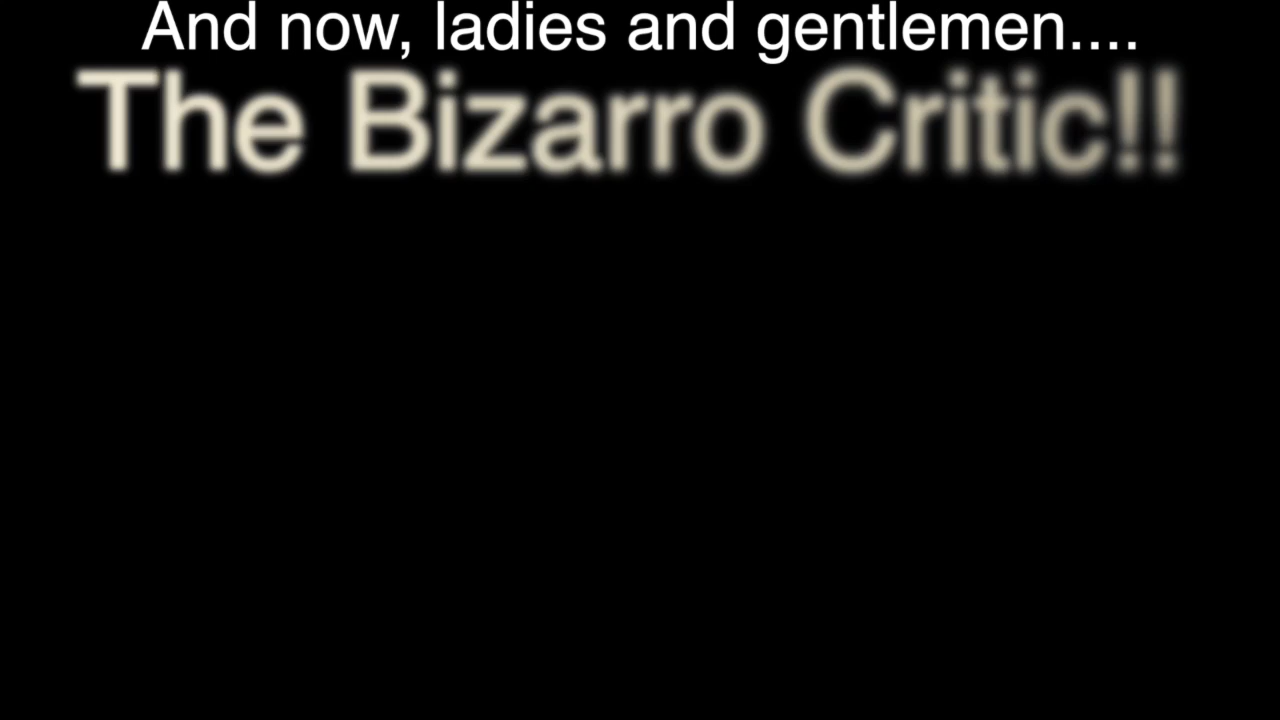 And now, ladies and gentlemen....
The Bizarro Critic!!